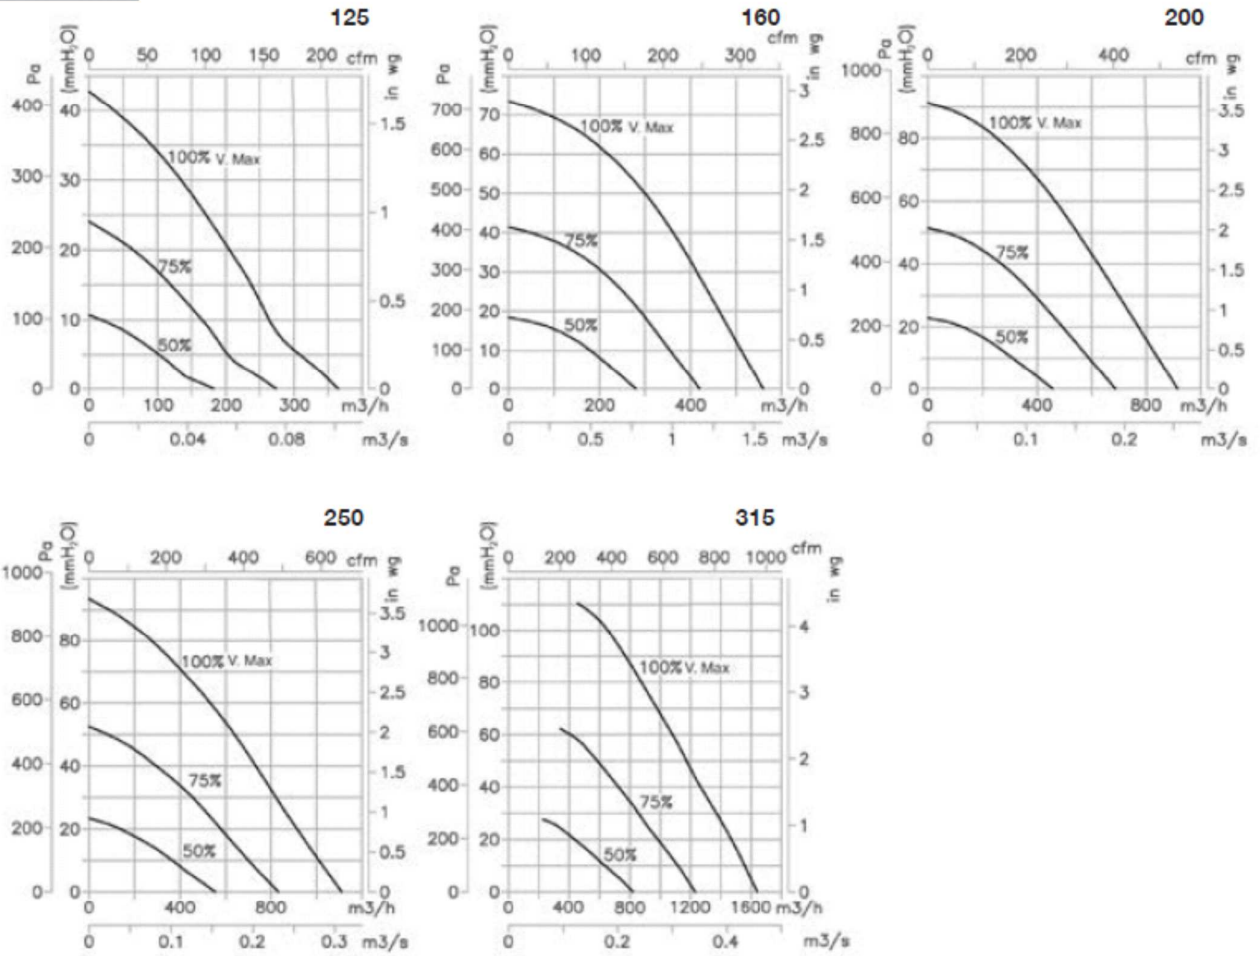 125
0 50 100 150 200 cfm
Pa (mmH2O) in wg
400 40 1.5
100% V. Max
300 30
1
200 20
75%
0.5
100 10
50%
0 0 0
0 100 200 300 m3/h
0 0.04 0.08 m3/s
160
0 100 200 300 cfm
Pa (mmH2O) in wg
3
700 70
100% V. Max
2.5
600 60
2
500 50
400 40
75%
1.5
300 30
1
200 20
50%
0.5
100 10
0 0 0
0 200 400 m3/h
0 0.5 1 1.5 m3/s
200
0 200 400 cfm
Pa (mmH2O) in wg
1000
3.5
100% V. Max
800 80
3
2.5
600 60
2
75%
400 40
1.5
1
200 20
50%
0.5
0 0 0
0 400 800 m3/h
0 0.1 0.2 m3/s
250
0 200 400 600 cfm
Pa (mmH2O) in wg
1000
3.5
800 80
3
100% V. Max
2.5
600 60
2
400 40
1.5
75%
1
200 20
50%
0.5
0 0 0
0 400 800 m3/h
0 0.1 0.2 0.3 m3/s
315
0 200 400 600 800 1000 cfm
Pa (mmH2O) in wg
1000 100 4
100% V. Max
800 80
3
600 60
2
400 40
75%
1
200 20
50%
0 0 0
0 400 800 1200 1600 m3/h
0 0.2 0.4 m3/s